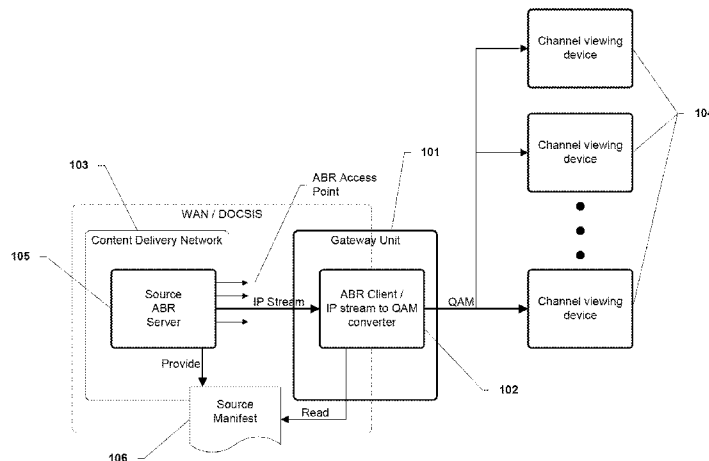 Channel viewing
device
104
Channel viewing
device
103
101
ABR Access
Point
WAN / DOCSIS
Content Delivery Network
Gateway Unit
105
Source
ABR
Server
IP Stream
ABR Client /
IP stream to QAM
converter
QAM
Channel viewing
device
Provide
102
Source
Manifest
Read
106